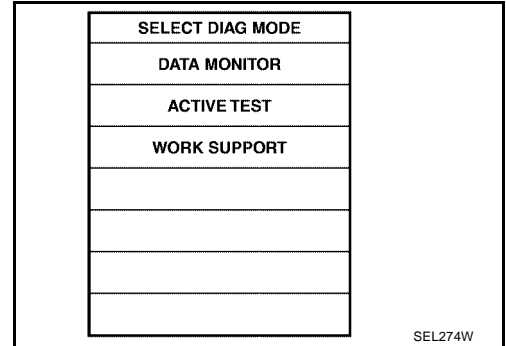 SELECT DIAG MODE
DATA MONITOR
ACTIVE TEST
WORK SUPPORT
SEL274W